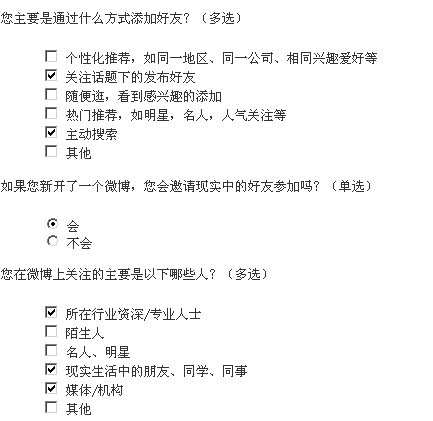 您主要是通过什么方式添加好友？（多选）
个性化推荐，如同一地区、同一公司、相同兴趣爱好等
关注话题下的发布好友
随便逛，看到感兴趣的添加
热门推荐，如明星，名人，人气关注等
主动搜索
其他
如果您新开了一个微博，您会邀请现实中的好友参加吗？（单选）
会
不会
您在微博上关注的主要是以下哪些人？（多选）
所在行业资深/专业人士
陌生人
名人、明星
现实生活中的朋友、同学、同事
媒体/机构
其他